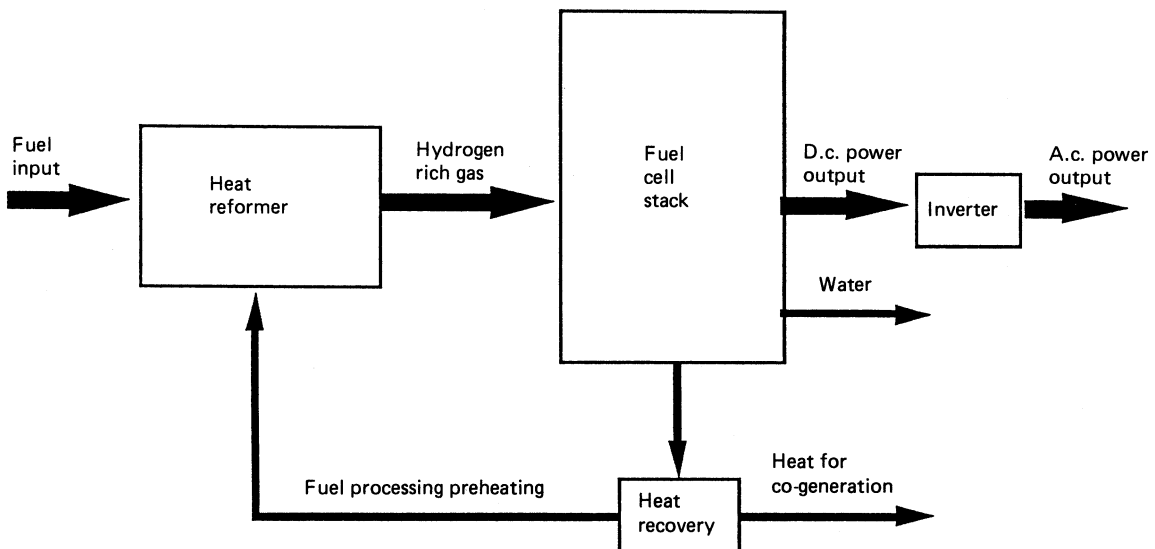 Fuel
input
Heat
reformer
Hydrogen
rich gas
Fuel
cell
stack
D.c. power
output
Inverter
A.c. power
output
Water
Fuel processing preheating
Heat
recovery
Heat for
co-generation